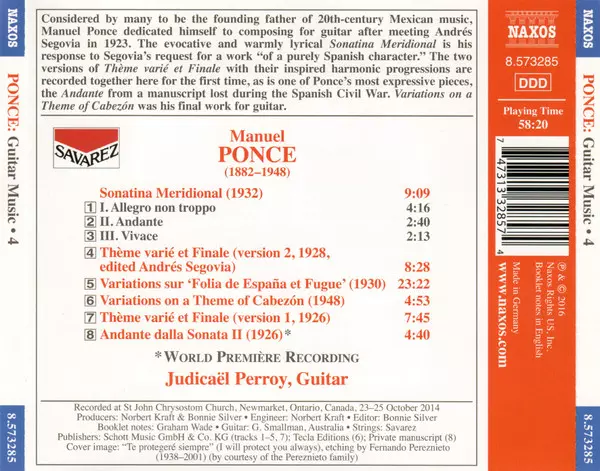 NAXOS
PONCE: Guitar Music • 4
8.573285
Considered by many to be the founding father of 20th-century Mexican music,
Manuel Ponce dedicated himself to composing for guitar after meeting Andrés
Segovia in 1923. The evocative and warmly lyrical Sonatina Meridional is his
response to Segovia's request for a work “of a purely Spanish character.” The two
versions of Thème varié et Finale with their inspired harmonic progressions are
recorded together here for the first time, as is one of Ponce's most expressive pieces,
the Andante from a manuscript lost during the Spanish Civil War. Variations on a
Theme of Cabezón was his final work for guitar.
SAVAREZ
Manuel
PONCE
(1882–1948)
Sonatina Meridional (1932) 9:09
1 I. Allegro non troppo 4:16
2 II. Andante 2:40
3 III. Vivace 2:13
4 Thème varié et Finale (version 2, 1928,
edited Andrés Segovia) 8:28
5 Variations sur ‘Folia de España et Fugue’ (1930) 23:22
6 Variations on a Theme of Cabezón (1948) 4:53
7 Thème varié et Finale (version 1, 1926) 7:45
8 Andante dalla Sonata II (1926)* 4:40
*WORLD PREMIÈRE RECORDING
Judicaël Perroy, Guitar
Recorded at St John Chrysostom Church, Newmarket, Ontario, Canada, 23–25 October 2014
Producers: Norbert Kraft & Bonnie Silver • Engineer: Norbert Kraft • Editor: Bonnie Silver
Booklet notes: Graham Wade • Guitar: G. Smallman, Australia • Strings: Savarez
Publishers: Schott Music GmbH & Co. KG (tracks 1–5, 7); Tecla Editions (6); Private manuscript (8)
Cover image: “Te protegeré siempre” (I will protect you always), etching by Fernando Pereznieto
(1938–2001) (by courtesy of the Pereznieto family)
NAXOS
8.573285
DDD
Playing Time
58:20
7 47313 32857 4
℗ & © 2016
Naxos Rights US, Inc.
Booklet notes in English
Made in Germany
www.naxos.com
NAXOS
PONCE: Guitar Music • 4
8.573285